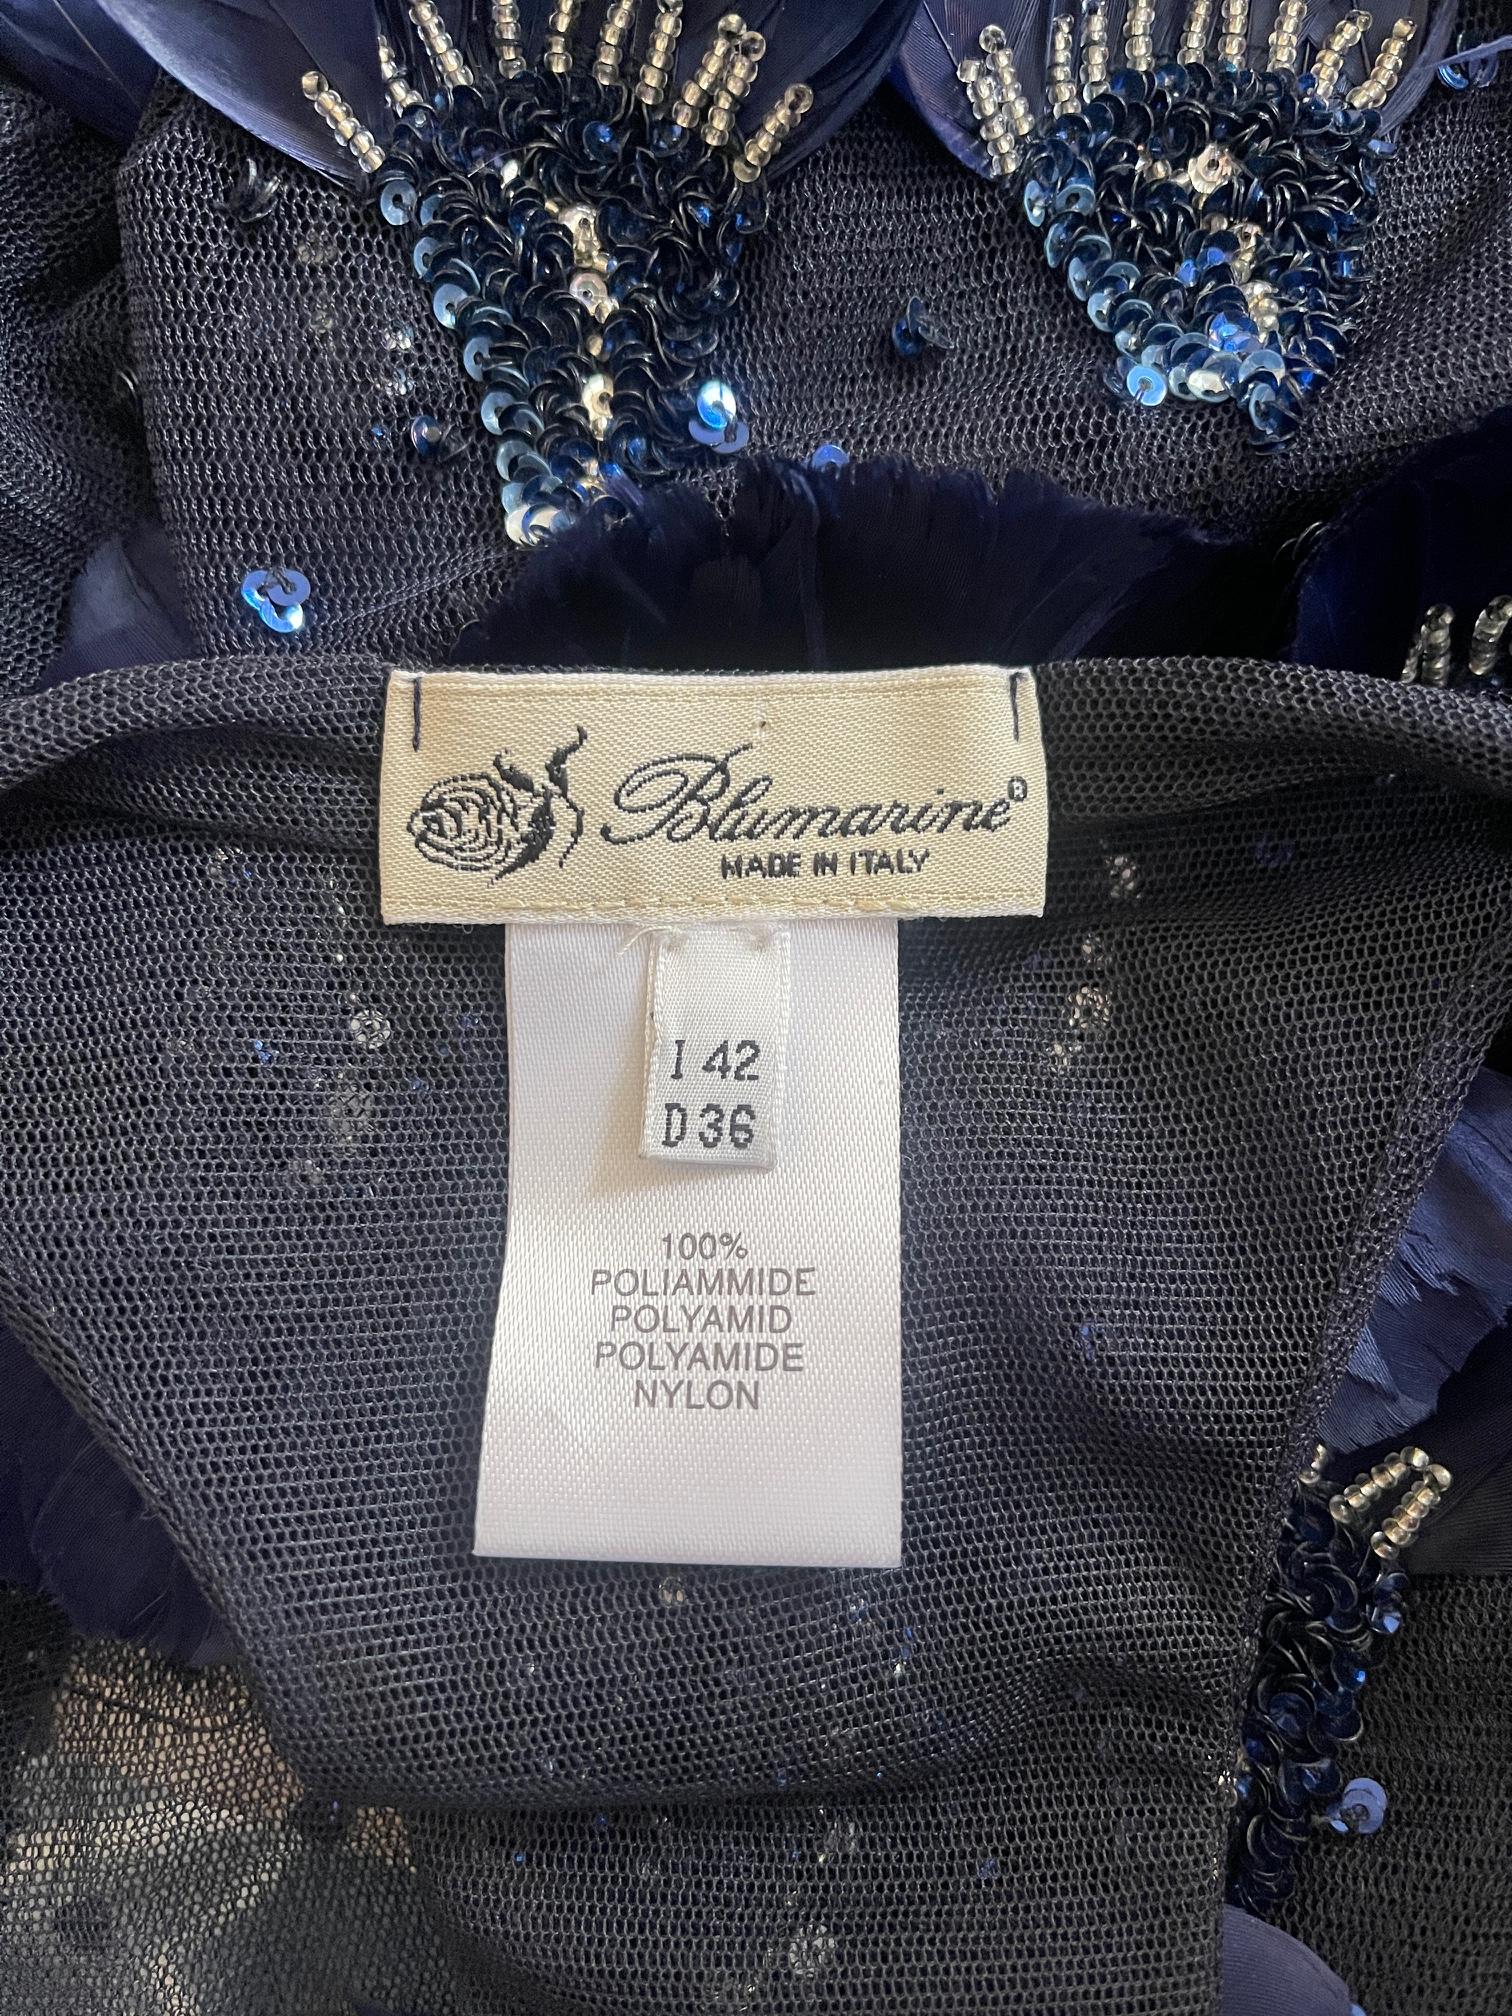 Blumarine®
MADE IN ITALY
I 42
D 36
100%
POLIAMMIDE
POLYAMID
POLYAMIDE
NYLON